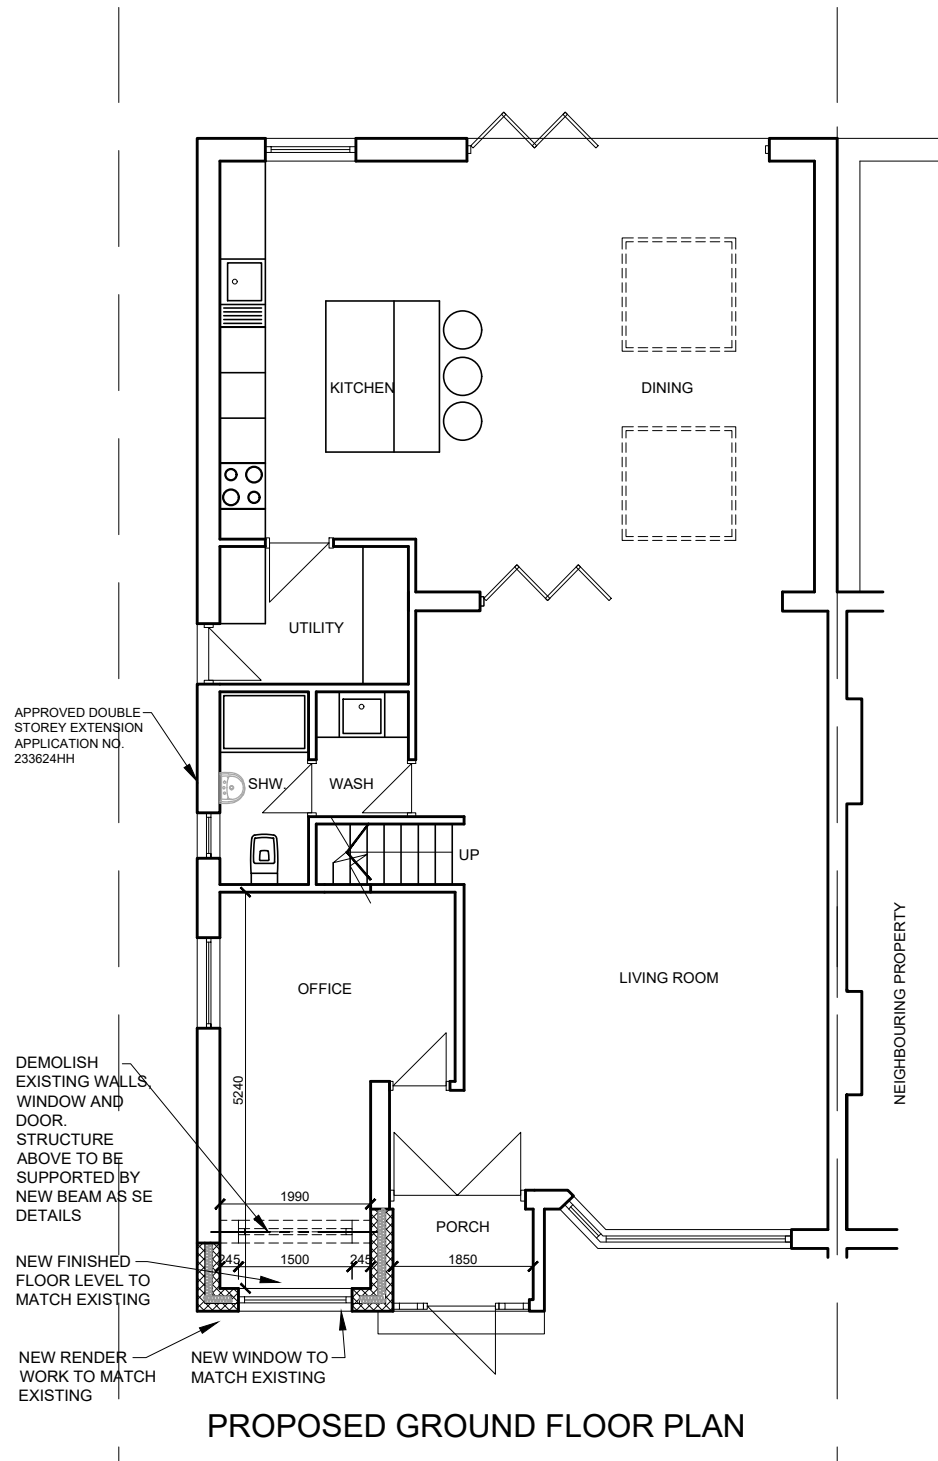 KITCHEN
DINING
UTILITY
APPROVED DOUBLE
STOREY EXTENSION
APPLICATION NO.
233624HH
SHW.
WASH
UP
OFFICE
LIVING ROOM
NEIGHBOURING PROPERTY
DEMOLISH
EXISTING WALLS,
WINDOW AND
DOOR.
STRUCTURE
ABOVE TO BE
SUPPORTED BY
NEW BEAM AS SE
DETAILS
5240
1990
PORCH
245
1500
245
1850
NEW FINISHED
FLOOR LEVEL TO
MATCH EXISTING
NEW RENDER
WORK TO MATCH
EXISTING
NEW WINDOW TO
MATCH EXISTING
PROPOSED GROUND FLOOR PLAN